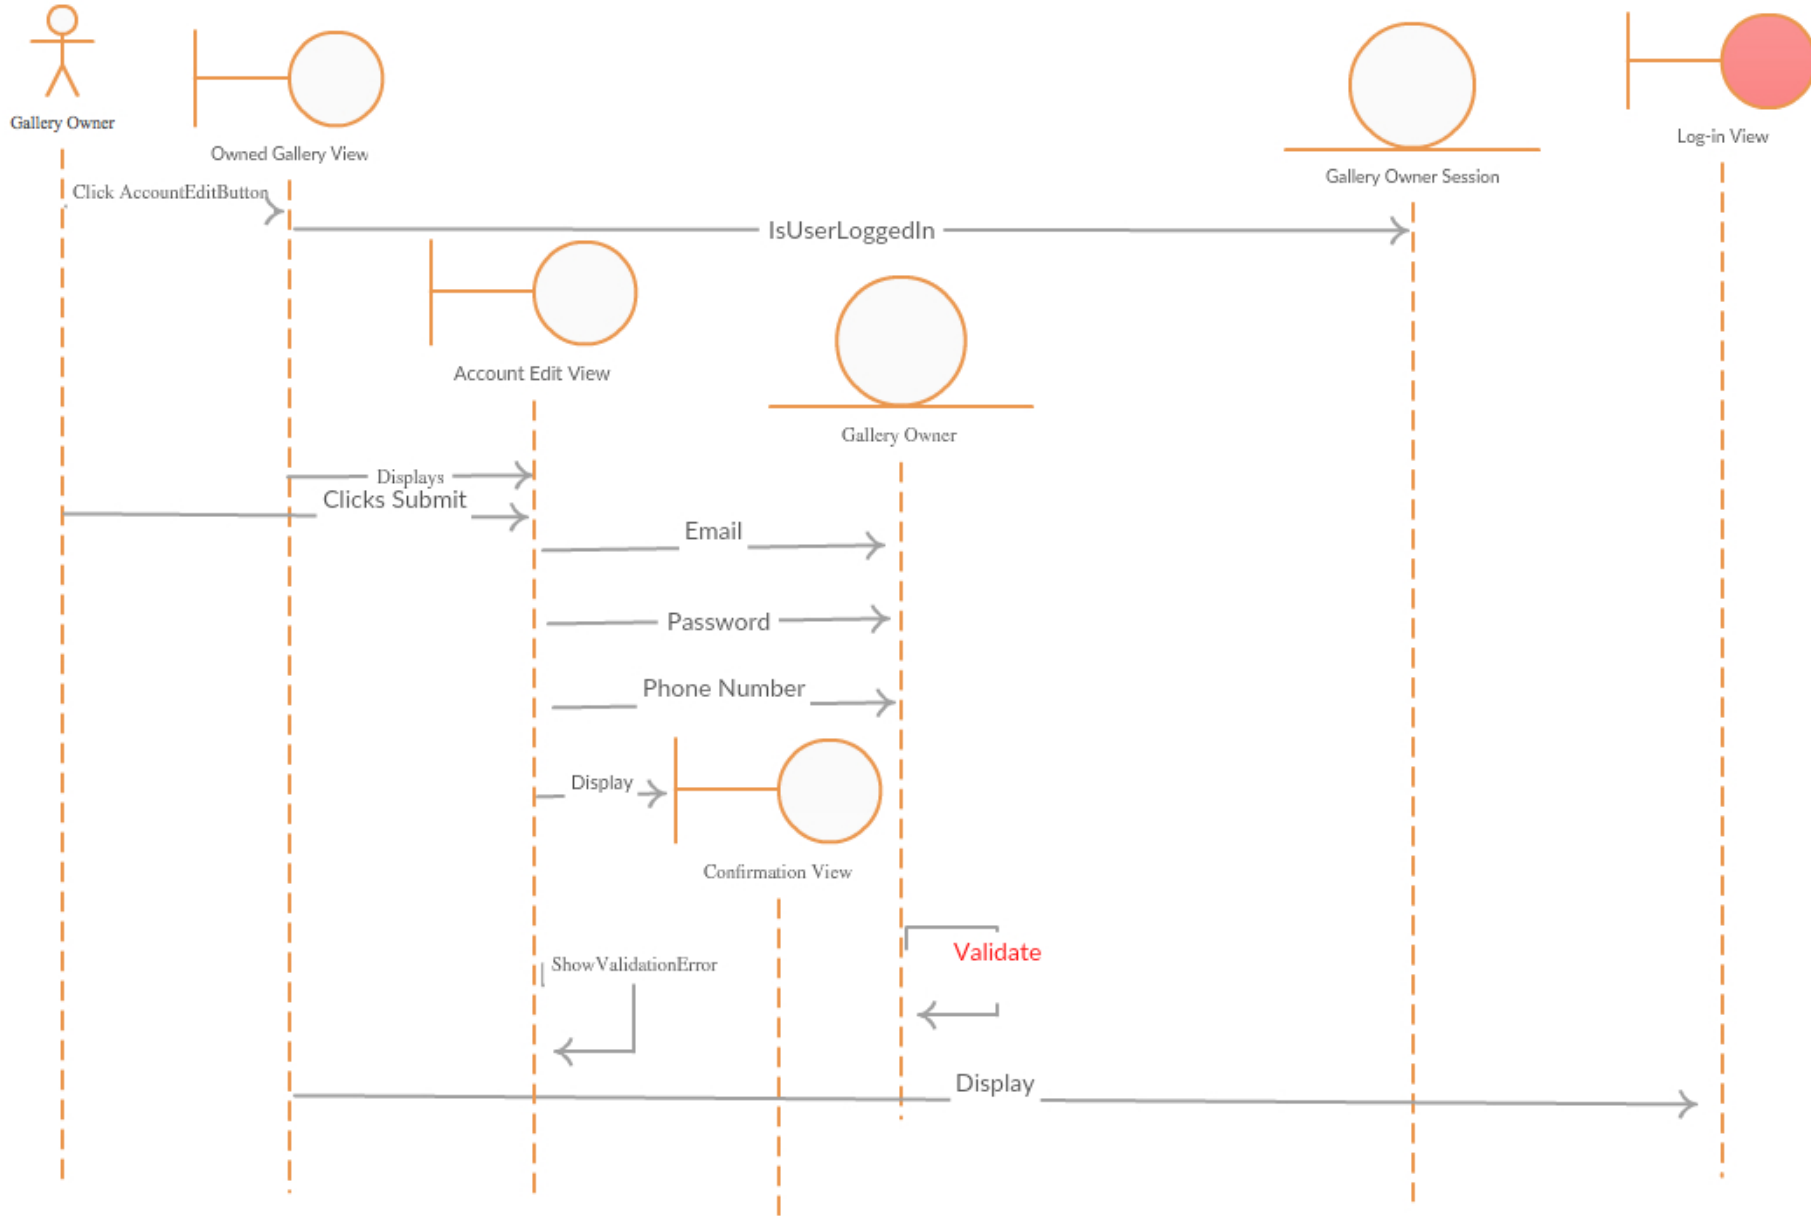 Gallery Owner
Owned Gallery View
Gallery Owner Session
Log-in View
Click AccountEditButton
IsUserLoggedIn
Account Edit View
Gallery Owner
Displays
Clicks Submit
Email
Password
Phone Number
Display
Confirmation View
Validate
ShowValidationError
Display